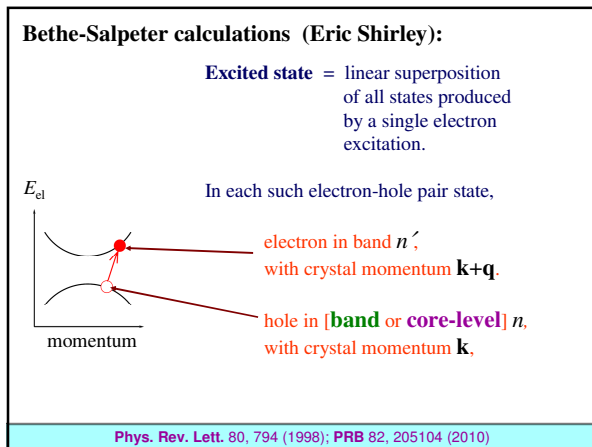 Bethe-Salpeter calculations (Eric Shirley):
Excited state = linear superposition
of all states produced
by a single electron
excitation.
E_el
In each such electron-hole pair state,
electron in band n′,
with crystal momentum k+q.
hole in [band or core-level] n,
with crystal momentum k,
momentum
Phys. Rev. Lett. 80, 794 (1998); PRB 82, 205104 (2010)